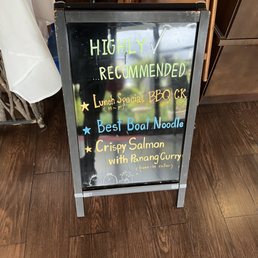 HIGHLY
RECOMMENDED
★ Lunch Special BBQ CK
★ Best Boat Noodle
★ Crispy Salmon
with Panang Curry